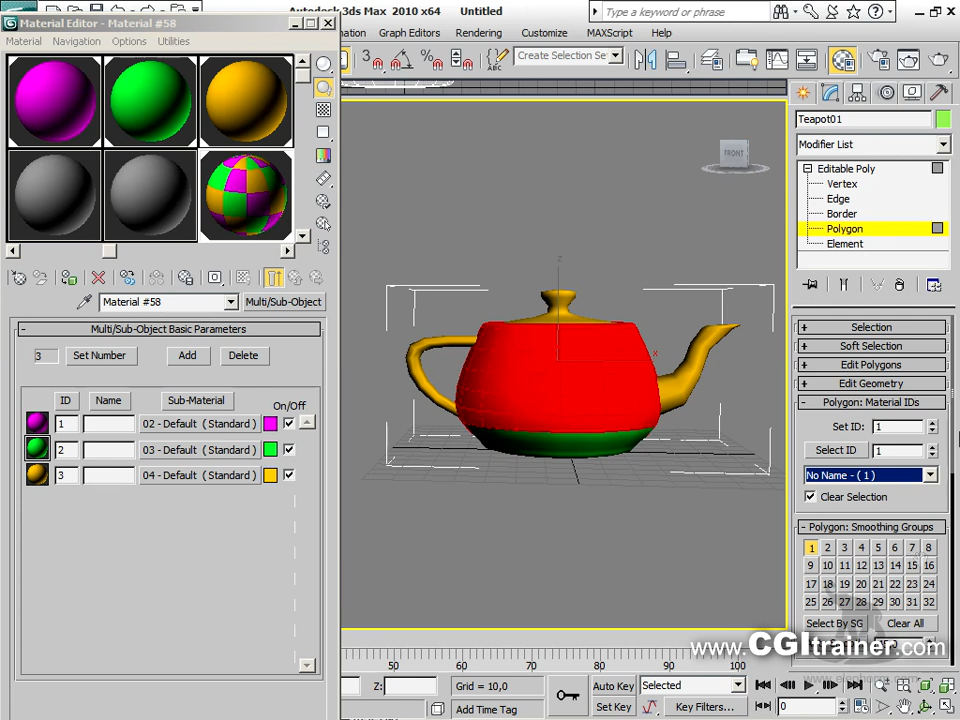 Material Editor - Material #58
Autodesk 3ds Max 2010 x64
Untitled
Type a keyword or phrase
Material
Navigation
Options
Utilities
Graph Editors
Rendering
Customize
MAXScript
Help
3
%
ABC
Create Selection Se
Teapot01
Modifier List
FRONT
Editable Poly
Vertex
Edge
Border
Polygon
Element
Material #58
Multi/Sub-Object
- Multi/Sub-Object Basic Parameters
3
Set Number
Add
Delete
ID
Name
Sub-Material
On/Off
1
02 - Default ( Standard )
2
03 - Default ( Standard )
3
04 - Default ( Standard )
z
x
+ Selection
+ Soft Selection
+ Edit Polygons
+ Edit Geometry
- Polygon: Material IDs
Set ID: 1
Select ID 1
No Name - ( 1 )
Clear Selection
- Polygon: Smoothing Groups
1 2 3 4 5 6 7 8
9 10 11 12 13 14 15 16
17 18 19 20 21 22 23 24
25 26 27 28 29 30 31 32
Select By SG
Clear All
www.CGItrainer.com
50 60 70 80 90 100
Z:
Grid = 10,0
Add Time Tag
Auto Key
Selected
Set Key
Key Filters...
0